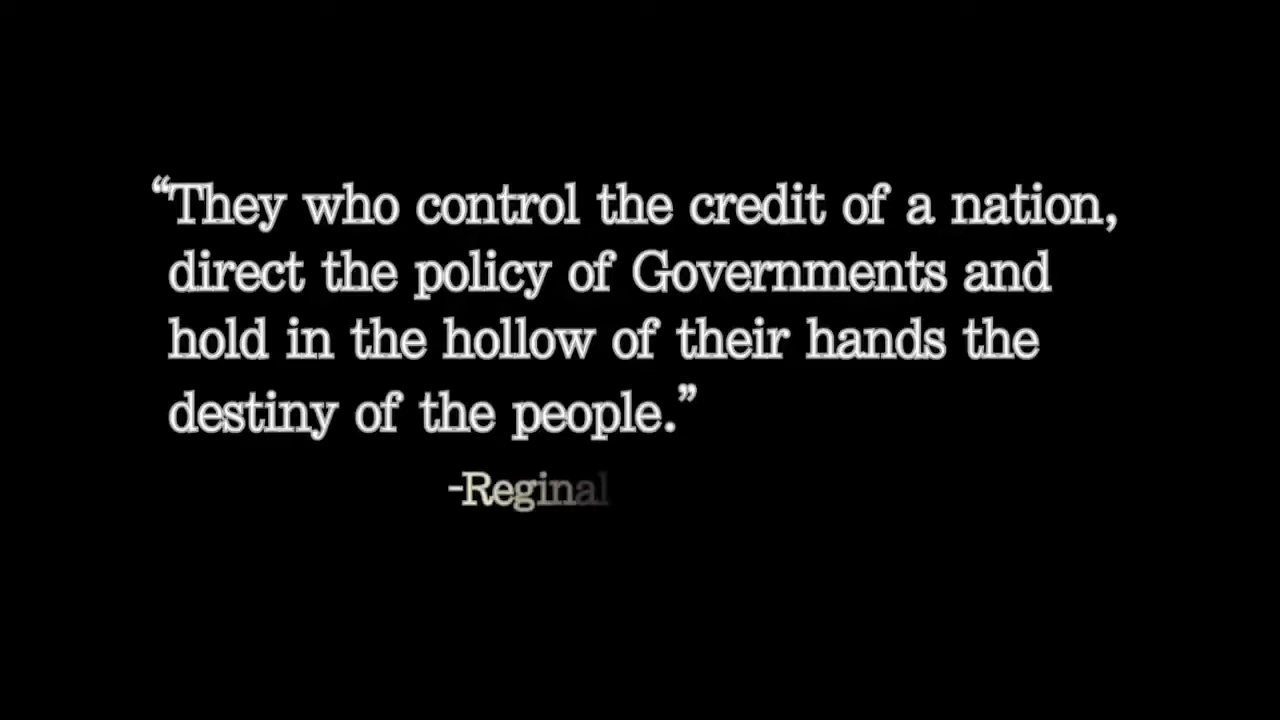 “They who control the credit of a nation,
direct the policy of Governments and
hold in the hollow of their hands the
destiny of the people.”
-Reginal